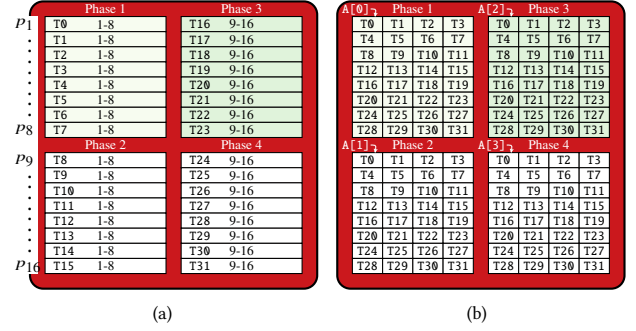 Phase 1 Phase 3
P1 T0 1-8 T16 9-16
T1 1-8 T17 9-16
T2 1-8 T18 9-16
T3 1-8 T19 9-16
T4 1-8 T20 9-16
T5 1-8 T21 9-16
T6 1-8 T22 9-16
P8 T7 1-8 T23 9-16
Phase 2 Phase 4
P9 T8 1-8 T24 9-16
T9 1-8 T25 9-16
T10 1-8 T26 9-16
T11 1-8 T27 9-16
T12 1-8 T28 9-16
T13 1-8 T29 9-16
T14 1-8 T30 9-16
P16 T15 1-8 T31 9-16
(a)
A[0] Phase 1 A[2] Phase 3
T0 T1 T2 T3 T0 T1 T2 T3
T4 T5 T6 T7 T4 T5 T6 T7
T8 T9 T10 T11 T8 T9 T10 T11
T12 T13 T14 T15 T12 T13 T14 T15
T16 T17 T18 T19 T16 T17 T18 T19
T20 T21 T22 T23 T20 T21 T22 T23
T24 T25 T26 T27 T24 T25 T26 T27
T28 T29 T30 T31 T28 T29 T30 T31
A[1] Phase 2 A[3] Phase 4
T0 T1 T2 T3 T0 T1 T2 T3
T4 T5 T6 T7 T4 T5 T6 T7
T8 T9 T10 T11 T8 T9 T10 T11
T12 T13 T14 T15 T12 T13 T14 T15
T16 T17 T18 T19 T16 T17 T18 T19
T20 T21 T22 T23 T20 T21 T22 T23
T24 T25 T26 T27 T24 T25 T26 T27
T28 T29 T30 T31 T28 T29 T30 T31
(b)